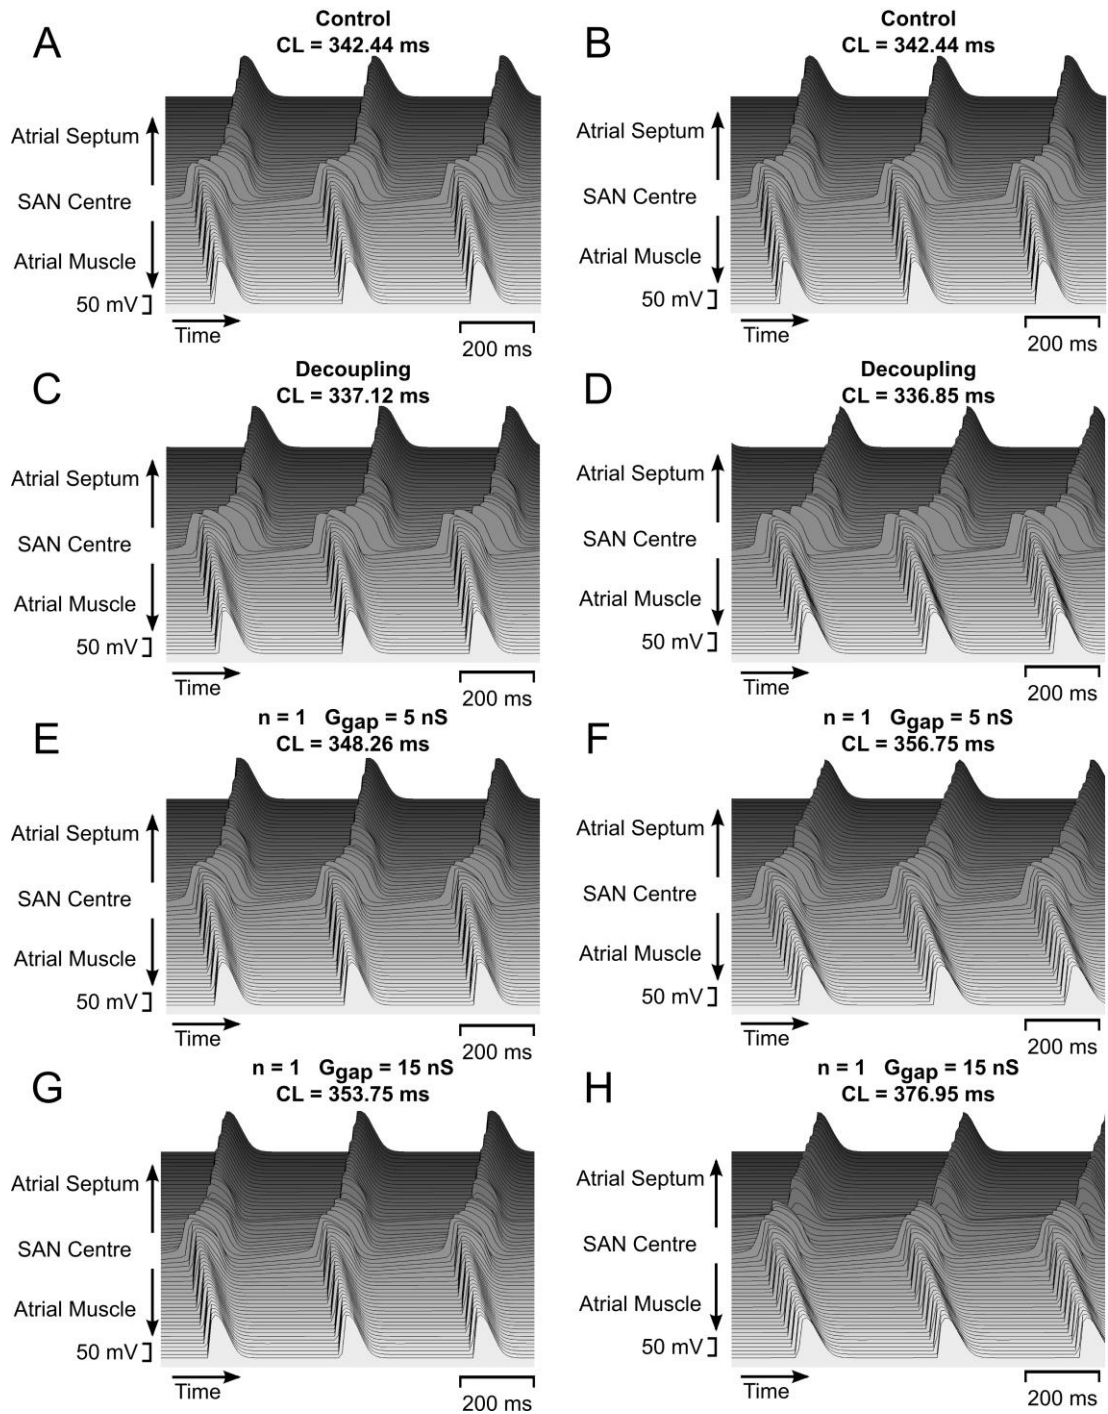 A
Control
CL = 342.44 ms
Atrial Septum
SAN Centre
Atrial Muscle
50 mV
Time
200 ms
B
Control
CL = 342.44 ms
Atrial Septum
SAN Centre
Atrial Muscle
50 mV
Time
200 ms
C
Decoupling
CL = 337.12 ms
Atrial Septum
SAN Centre
Atrial Muscle
50 mV
Time
200 ms
D
Decoupling
CL = 336.85 ms
Atrial Septum
SAN Centre
Atrial Muscle
50 mV
Time
200 ms
E
n = 1 Ggap = 5 nS
CL = 348.26 ms
Atrial Septum
SAN Centre
Atrial Muscle
50 mV
Time
200 ms
F
n = 1 Ggap = 5 nS
CL = 356.75 ms
Atrial Septum
SAN Centre
Atrial Muscle
50 mV
Time
200 ms
G
n = 1 Ggap = 15 nS
CL = 353.75 ms
Atrial Septum
SAN Centre
Atrial Muscle
50 mV
Time
200 ms
H
n = 1 Ggap = 15 nS
CL = 376.95 ms
Atrial Septum
SAN Centre
Atrial Muscle
50 mV
Time
200 ms